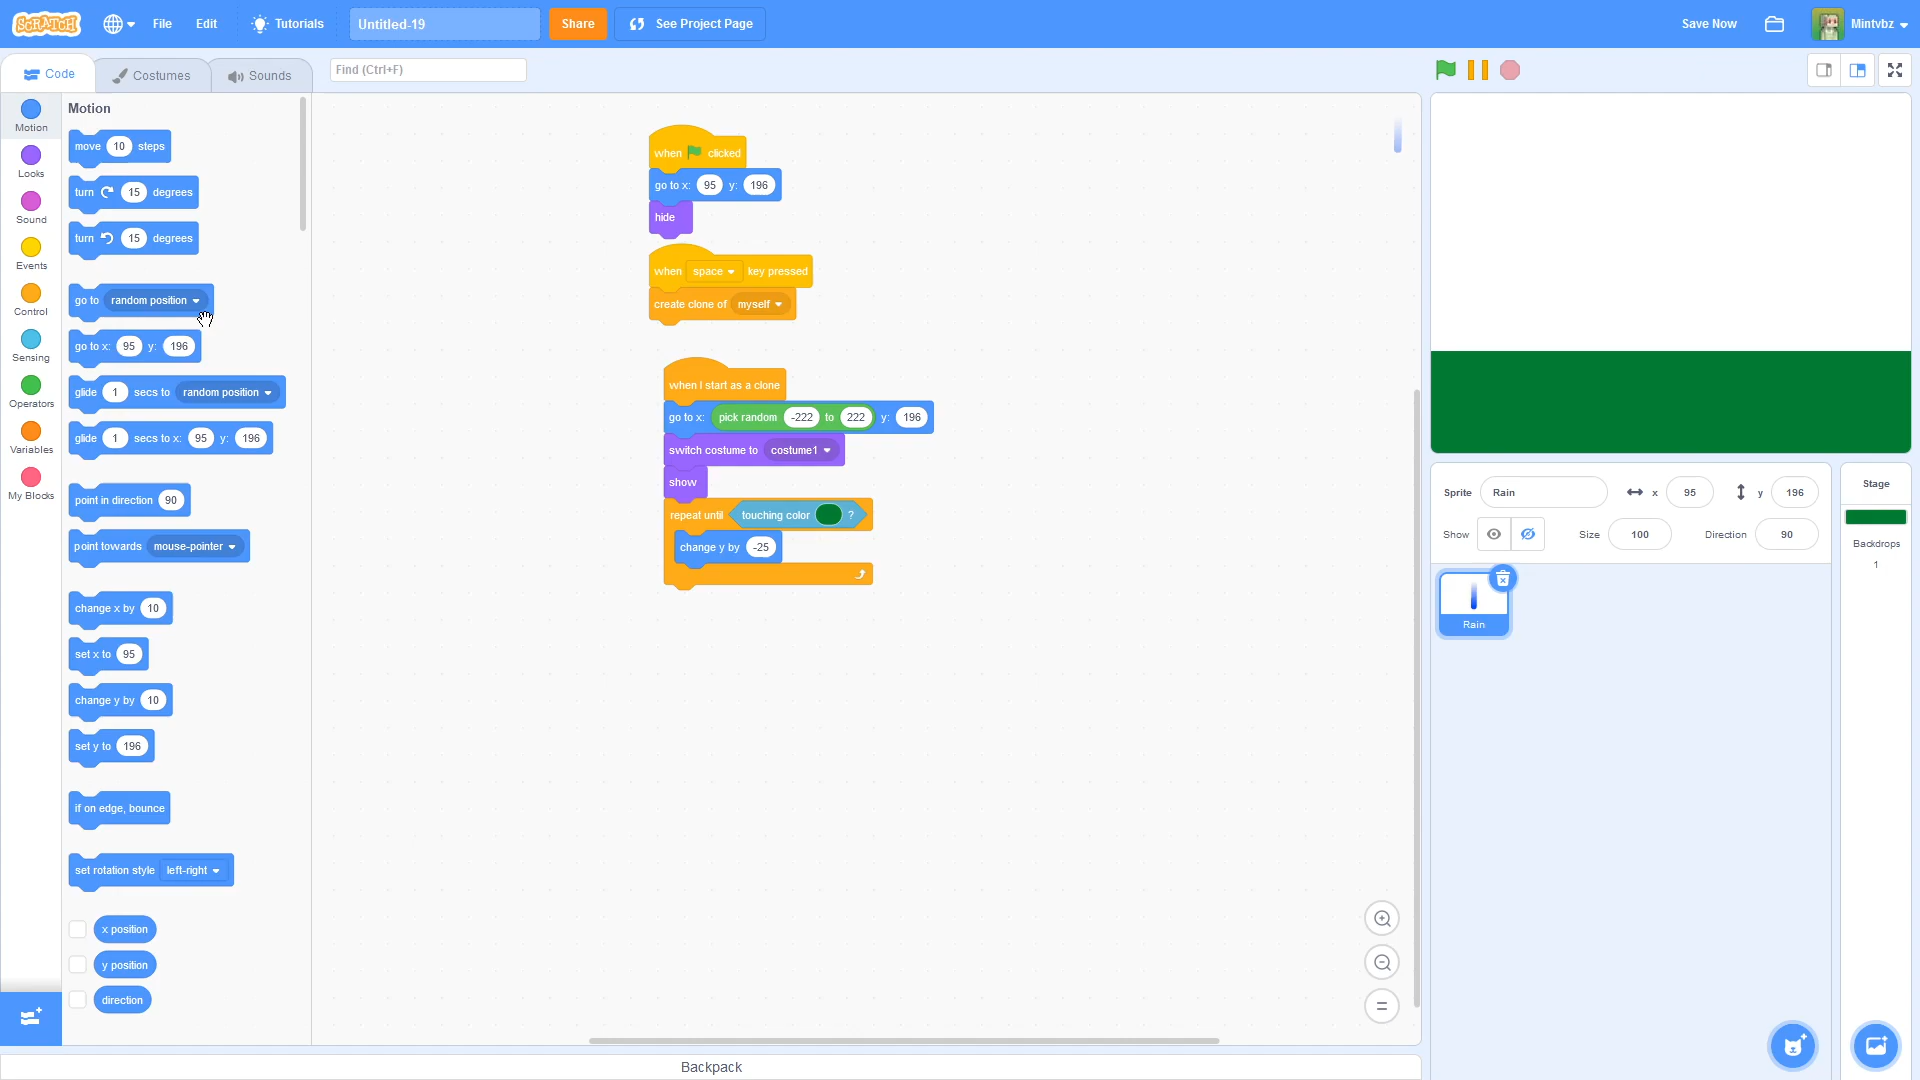 SCRATCH
File
Edit
Tutorials
Untitled-19
Share
See Project Page
Save Now
Mintvbz
Code
Costumes
Sounds
Find (Ctrl+F)
Motion
Looks
Sound
Events
Control
Sensing
Operators
Variables
My Blocks
Motion
move 10 steps
turn 15 degrees
turn 15 degrees
go to random position
go to x: 95 y: 196
glide 1 secs to random position
glide 1 secs to x: 95 y: 196
point in direction 90
point towards mouse-pointer
change x by 10
set x to 95
change y by 10
set y to 196
if on edge, bounce
set rotation style left-right
x position
y position
direction
when clicked
go to x: 95 y: 196
hide
when space key pressed
create clone of myself
when I start as a clone
go to x: pick random -222 to 222 y: 196
switch costume to costume1
show
repeat until touching color ?
change y by -25
Backpack
Sprite Rain x 95 y 196
Show Size 100 Direction 90
Rain
Stage
Backdrops
1